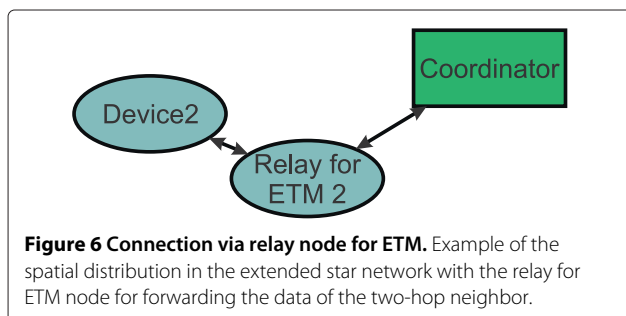 Coordinator
Device2
Relay for
ETM 2
Figure 6 Connection via relay node for ETM. Example of the
spatial distribution in the extended star network with the relay for
ETM node for forwarding the data of the two-hop neighbor.